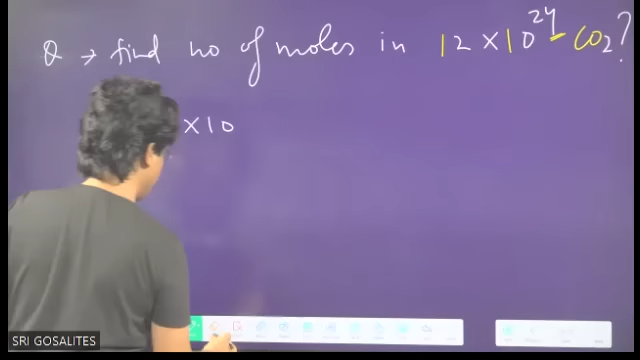 Q → find no of moles in 12 × 10²⁴ CO₂?
× 10
SRI GOSALITES